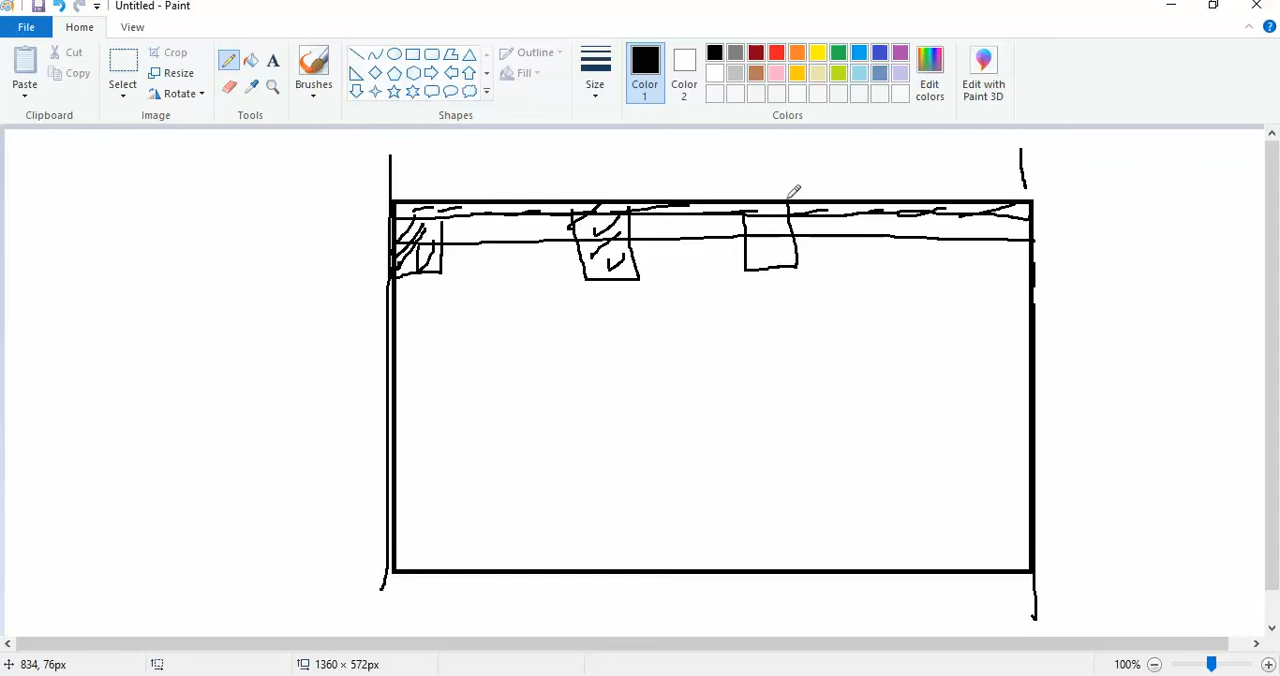 Untitled - Paint
File Home View
Paste
Cut
Copy
Clipboard
Select
Crop
Resize
Rotate
Image
A
Tools
Brushes
Outline
Fill
Shapes
Size
Color 1
Color 2
Colors
Edit colors
Edit with Paint 3D
834, 76px
1360 × 572px
100%